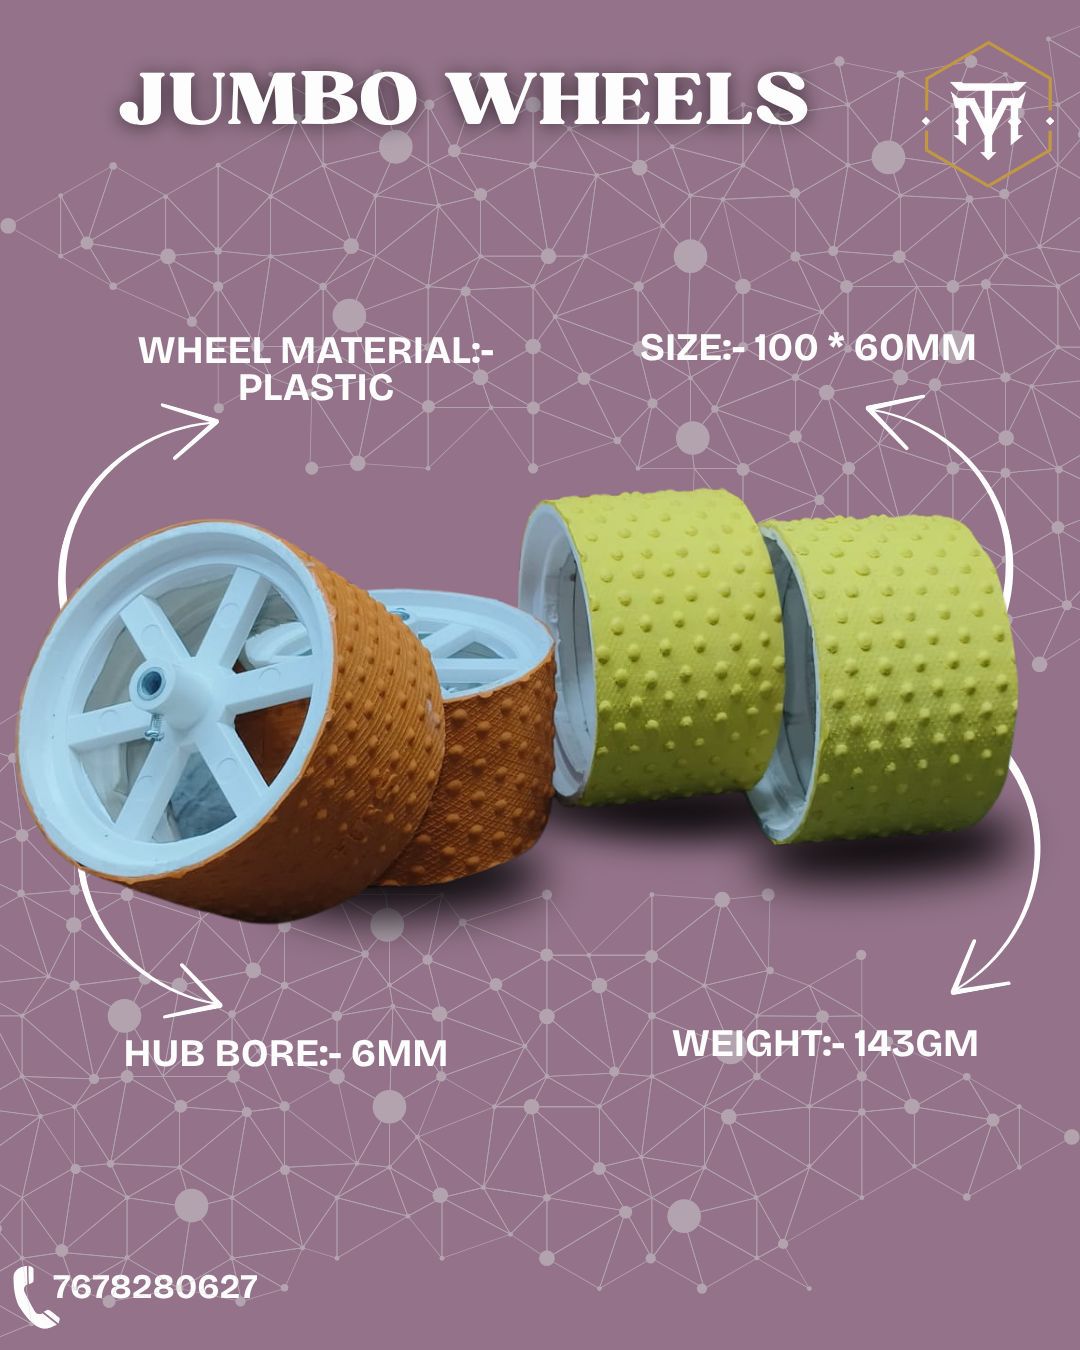 JUMBO WHEELS
WHEEL MATERIAL:-
PLASTIC
SIZE:- 100 * 60MM
HUB BORE:- 6MM
WEIGHT:- 143GM
7678280627